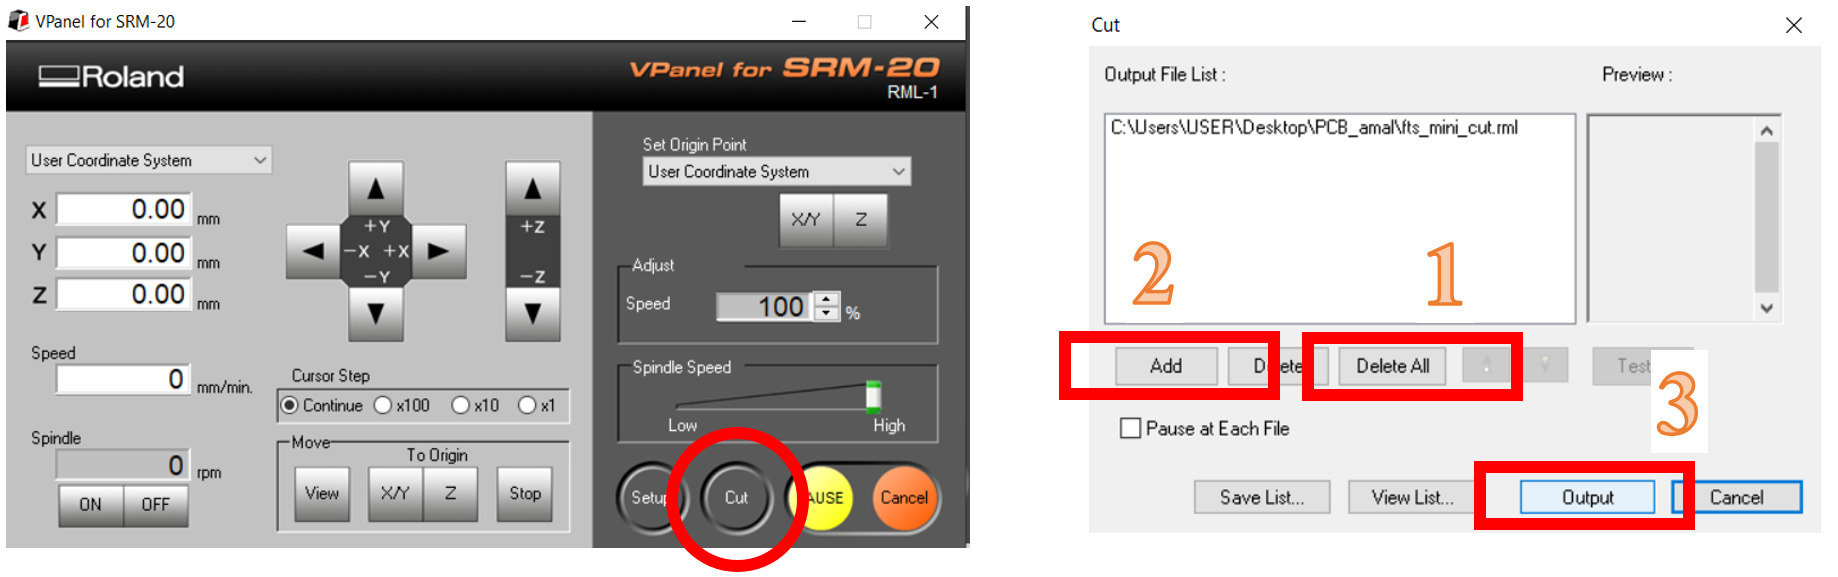 VPanel for SRM-20
Roland
VPanel for SRM-20
RML-1
User Coordinate System
X 0.00 mm
Y 0.00 mm
Z 0.00 mm
+Y
-X +X
-Y
+Z
-Z
Speed
0 mm/min.
Spindle
0 rpm
ON OFF
Cursor Step
Continue x100 x10 x1
Move
To Origin
View X/Y Z Stop
Set Origin Point
User Coordinate System
X/Y Z
Adjust
Speed 100 %
Spindle Speed
Low High
Setup Cut AUSE Cancel
Cut
Output File List :
Preview :
C:\Users\USER\Desktop\PCB_amal\fts_mini_cut.rml
2 1
Add Delete Delete All Test
3
Pause at Each File
Save List... View List... Output Cancel